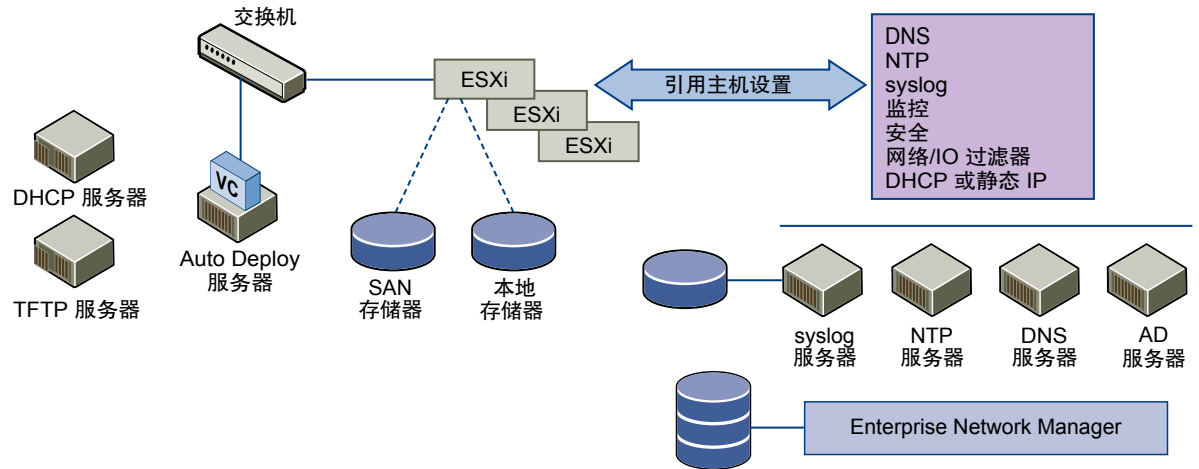 交换机
ESXi
ESXi
ESXi
引用主机设置
DNS
NTP
syslog
监控
安全
网络/IO 过滤器
DHCP 或静态 IP
DHCP 服务器
VC
TFTP 服务器
Auto Deploy
服务器
SAN
存储器
本地
存储器
syslog
服务器
NTP
服务器
DNS
服务器
AD
服务器
Enterprise Network Manager